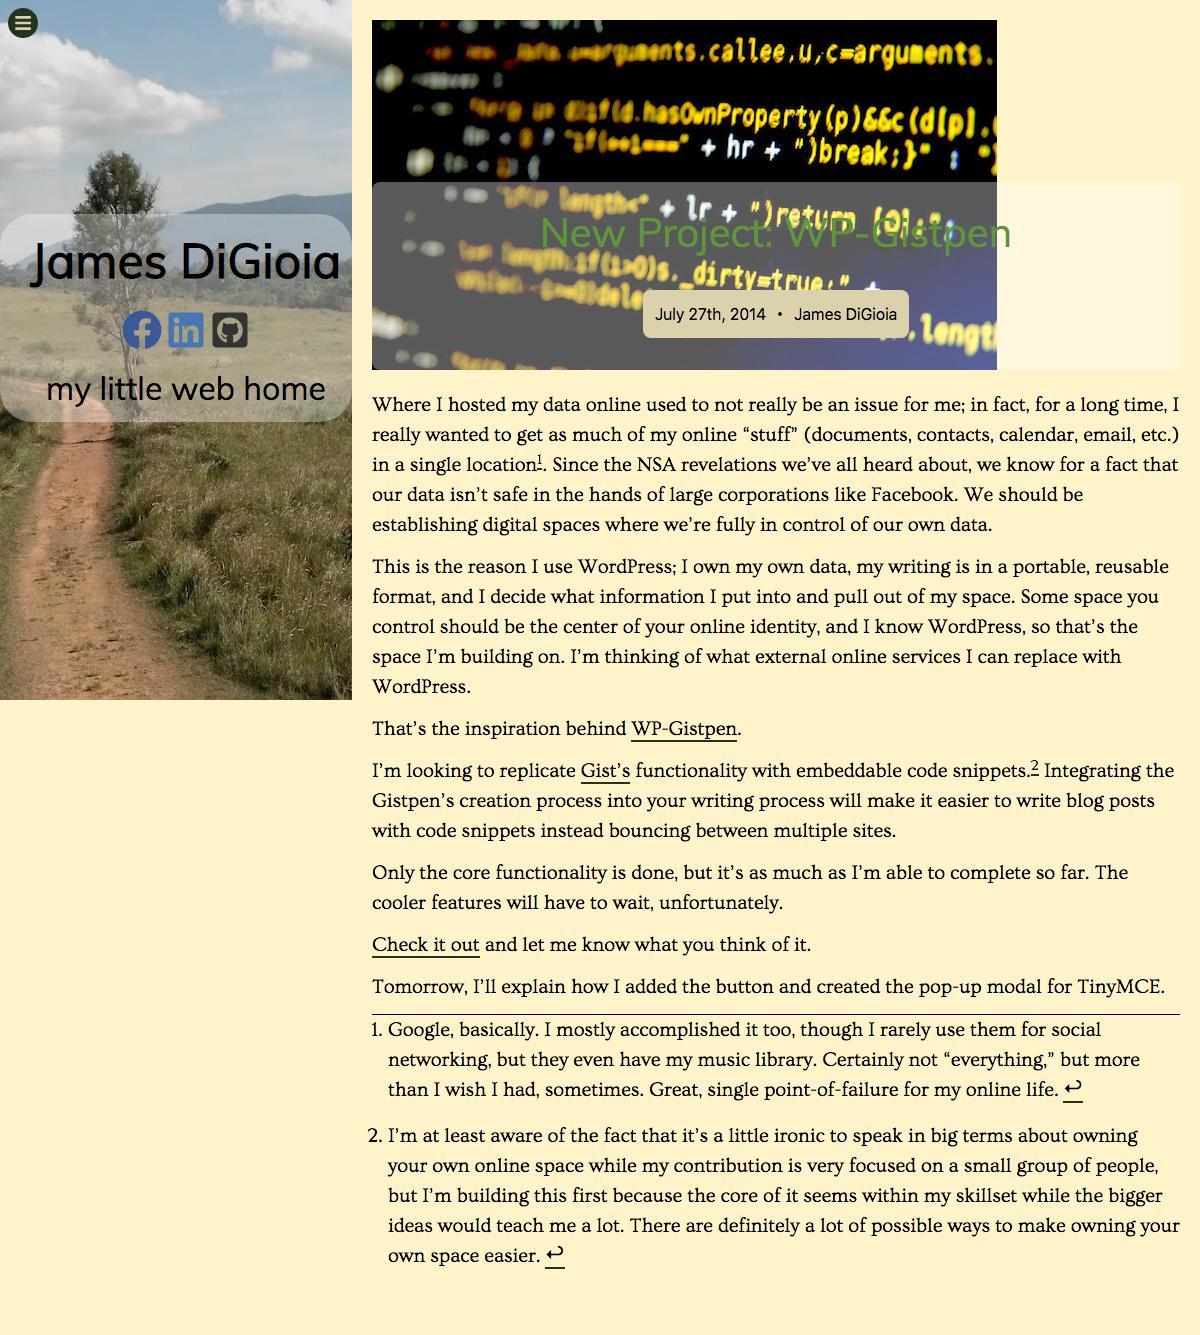 James DiGioia
my little web home
_data a=arguments.callee,u,c=arguments.
d.hasOwnProperty(p)&&c(d[p].
" + hr + ")break;}" : "}
length<" + lr + ")return
_dirty=true;" +
.lengt
New Project: WP-Gistpen
July 27th, 2014 • James DiGioia
Where I hosted my data online used to not really be an issue for me; in fact, for a long time, I
really wanted to get as much of my online “stuff” (documents, contacts, calendar, email, etc.)
in a single location1. Since the NSA revelations we’ve all heard about, we know for a fact that
our data isn’t safe in the hands of large corporations like Facebook. We should be
establishing digital spaces where we’re fully in control of our own data.
This is the reason I use WordPress; I own my own data, my writing is in a portable, reusable
format, and I decide what information I put into and pull out of my space. Some space you
control should be the center of your online identity, and I know WordPress, so that’s the
space I’m building on. I’m thinking of what external online services I can replace with
WordPress.
That’s the inspiration behind WP-Gistpen.
I’m looking to replicate Gist’s functionality with embeddable code snippets.2 Integrating the
Gistpen’s creation process into your writing process will make it easier to write blog posts
with code snippets instead bouncing between multiple sites.
Only the core functionality is done, but it’s as much as I’m able to complete so far. The
cooler features will have to wait, unfortunately.
Check it out and let me know what you think of it.
Tomorrow, I’ll explain how I added the button and created the pop-up modal for TinyMCE.
1. Google, basically. I mostly accomplished it too, though I rarely use them for social
networking, but they even have my music library. Certainly not “everything,” but more
than I wish I had, sometimes. Great, single point-of-failure for my online life. ↩
2. I’m at least aware of the fact that it’s a little ironic to speak in big terms about owning
your own online space while my contribution is very focused on a small group of people,
but I’m building this first because the core of it seems within my skillset while the bigger
ideas would teach me a lot. There are definitely a lot of possible ways to make owning your
own space easier. ↩